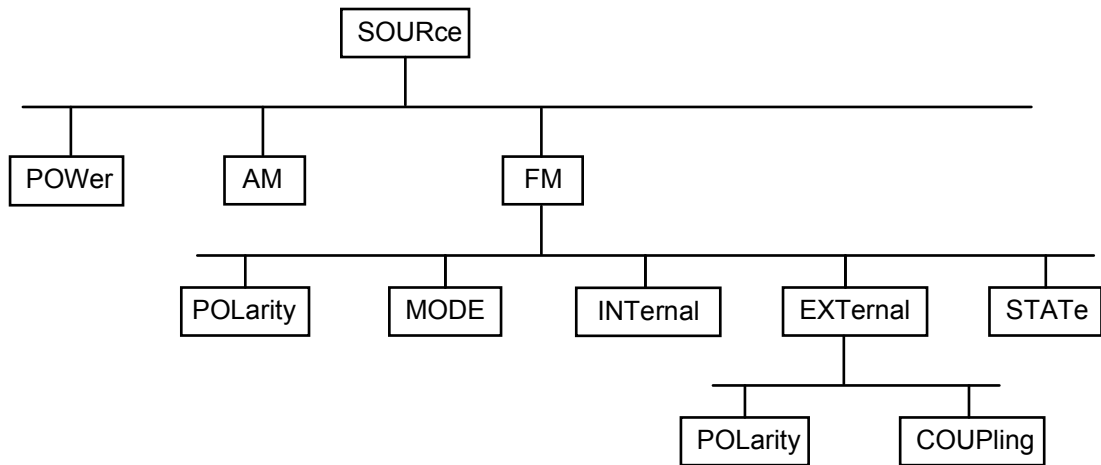 SOURce
POWer AM FM
POLarity MODE INTernal EXTernal STATe
POLarity COUPling